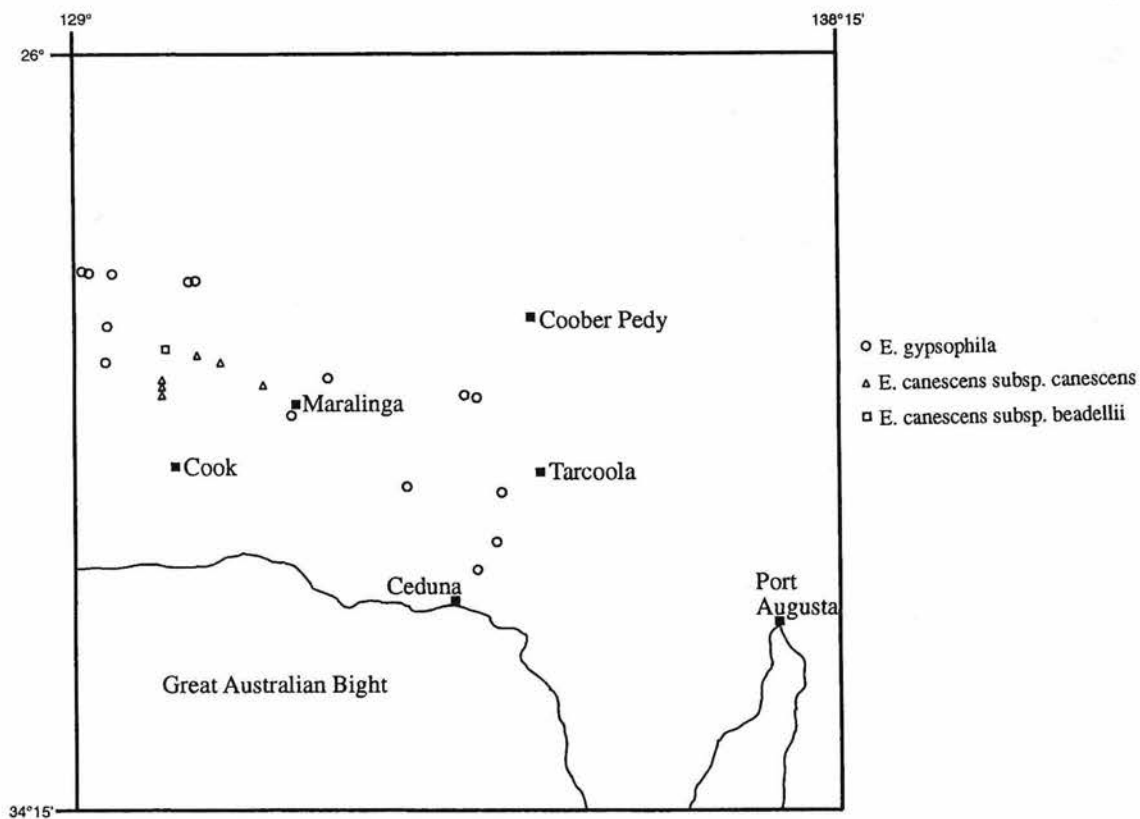 129°
138°15'
26°
Coober Pedy
E. gypsophila
E. canescens subsp. canescens
E. canescens subsp. beadellii
Maralinga
Cook
Tarcoola
Ceduna
Port
Augusta
Great Australian Bight
34°15'